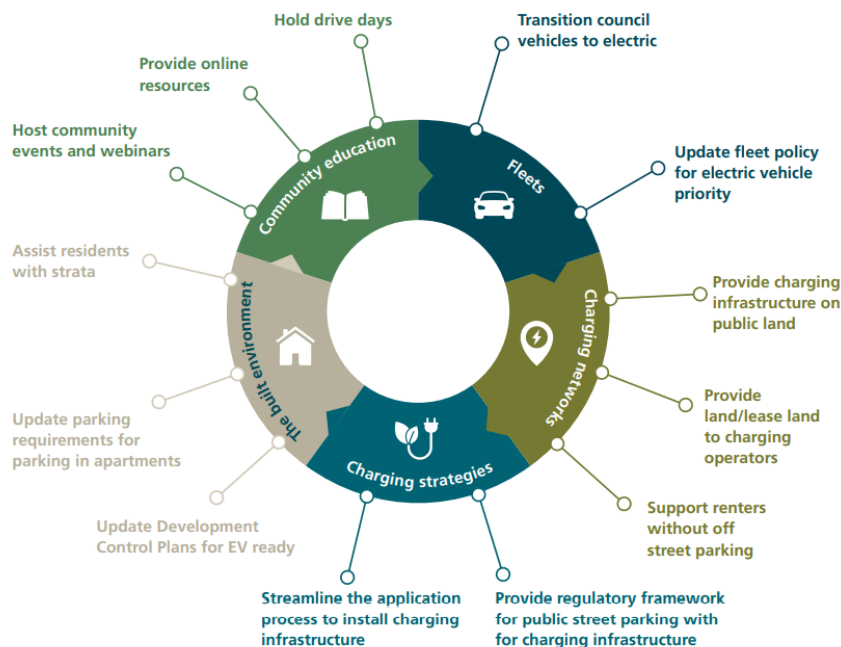 Hold drive days
Transition council
vehicles to electric
Provide online
resources
Host community
events and webinars
Community education
Fleets
Update fleet policy
for electric vehicle
priority
Assist residents
with strata
The built environment
Charging networks
Provide charging
infrastructure on
public land
Provide
land/lease land
to charging
operators
Update parking
requirements for
parking in apartments
Charging strategies
Support renters
without off
street parking
Update Development
Control Plans for EV ready
Streamline the application
process to install charging
infrastructure
Provide regulatory framework
for public street parking with
for charging infrastructure